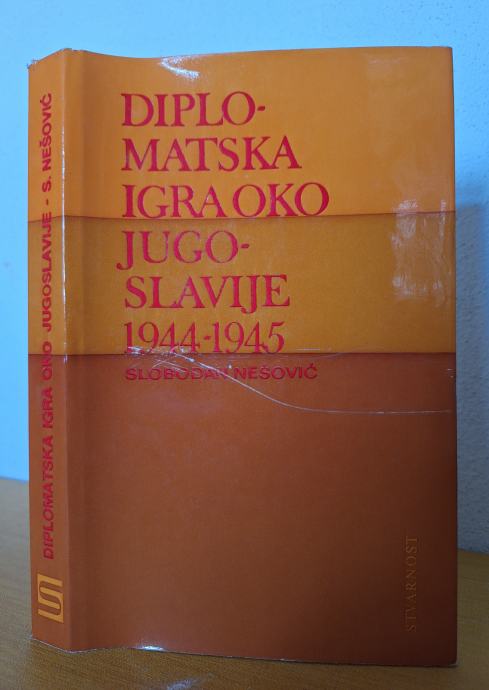 DIPLO-
MATSKA
IGRA OKO
JUGO-
SLAVIJE
1944-1945
SLOBODAN NEŠOVIĆ
STVARNOST
DIPLOMATSKA IGRA OKO JUGOSLAVIJE - S. NEŠOVIĆ